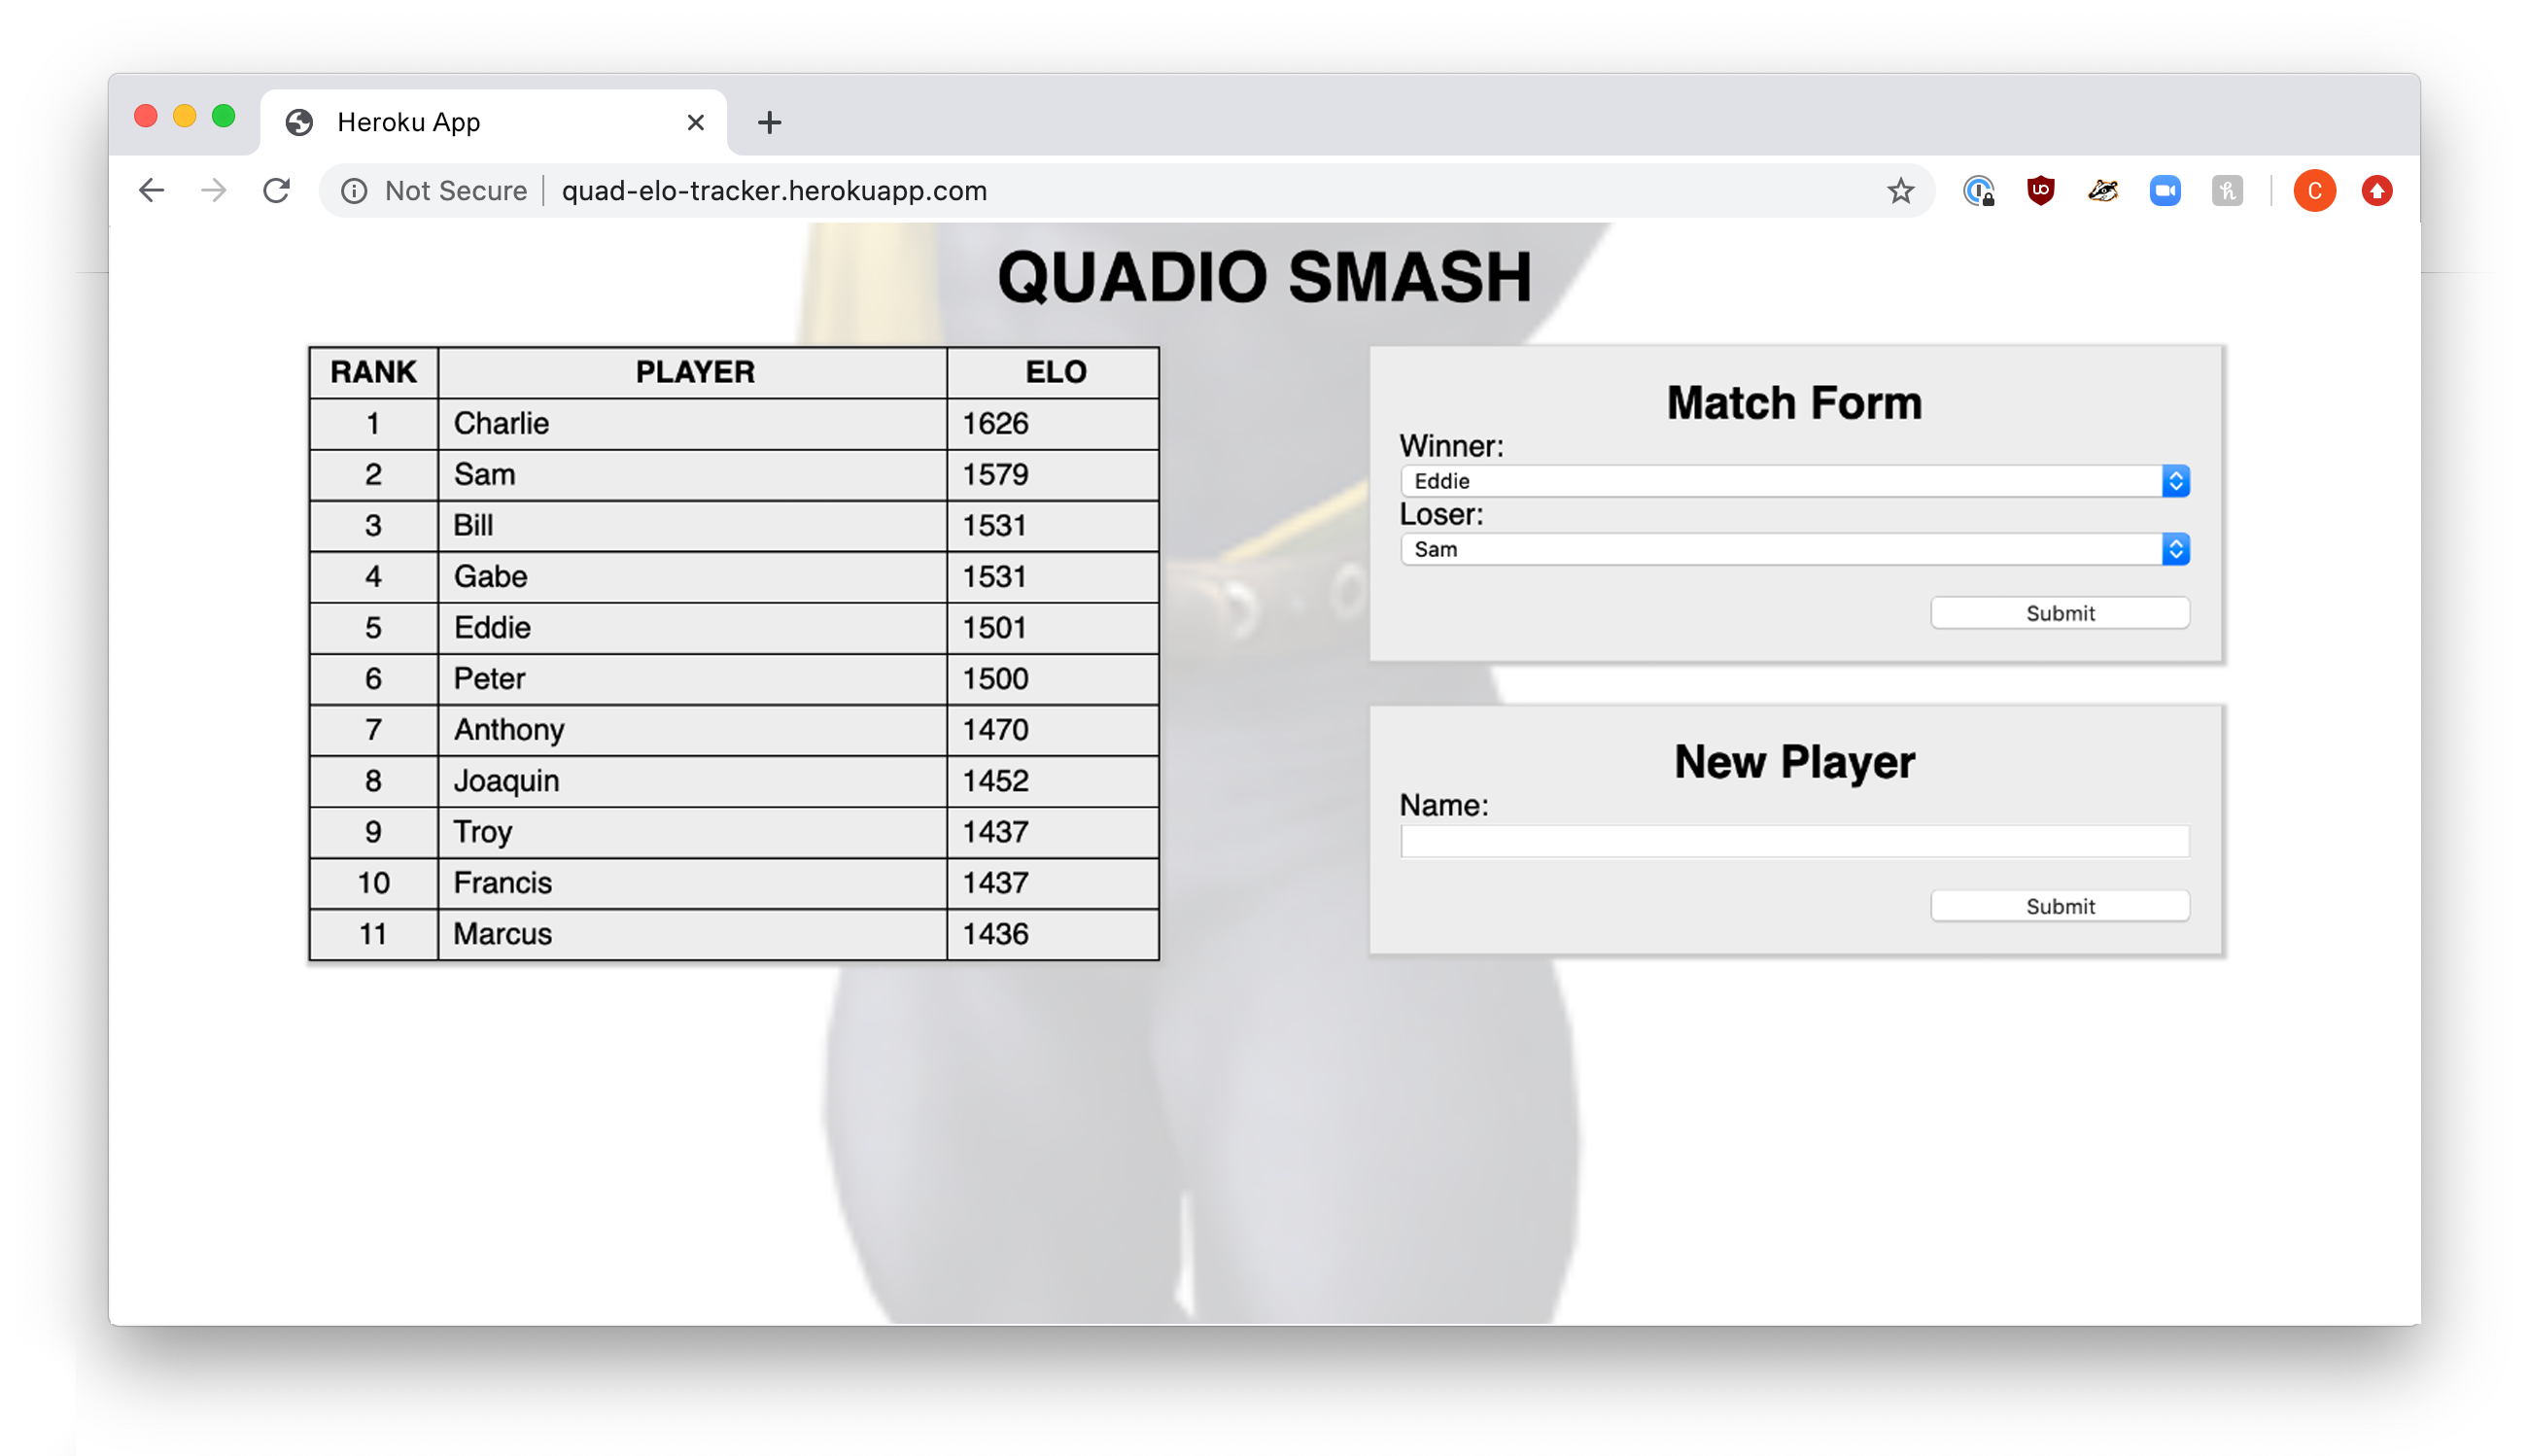 Heroku App
Not Secure quad-elo-tracker.herokuapp.com
C
QUADIO SMASH
RANK PLAYER ELO
1 Charlie 1626
2 Sam 1579
3 Bill 1531
4 Gabe 1531
5 Eddie 1501
6 Peter 1500
7 Anthony 1470
8 Joaquin 1452
9 Troy 1437
10 Francis 1437
11 Marcus 1436
Match Form
Winner:
Eddie
Loser:
Sam
Submit
New Player
Name:
Submit